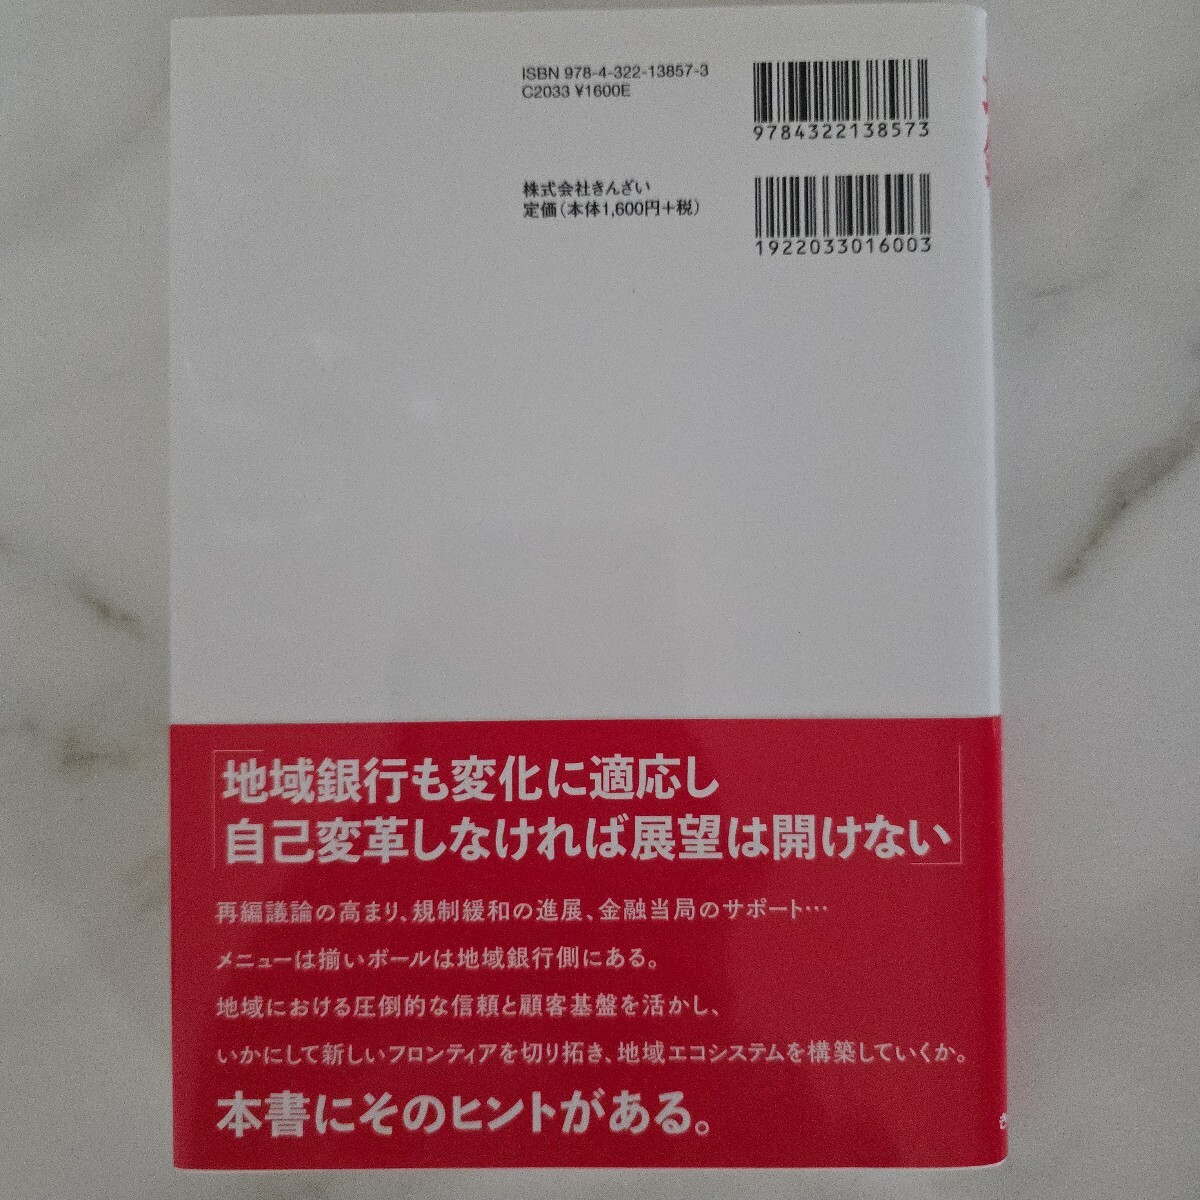 ISBN 978-4-322-13857-3
C2033 ¥1600E
9784322138573
株式会社きんざい
定価(本体1,600円+税)
1922033016003
「地域銀行も変化に適応し
自己変革しなければ展望は開けない」
再編議論の高まり、規制緩和の進展、金融当局のサポート…
メニューは揃いボールは地域銀行側にある。
地域における圧倒的な信頼と顧客基盤を活かし、
いかにして新しいフロンティアを切り拓き、地域エコシステムを構築していくか。
本書にそのヒントがある。